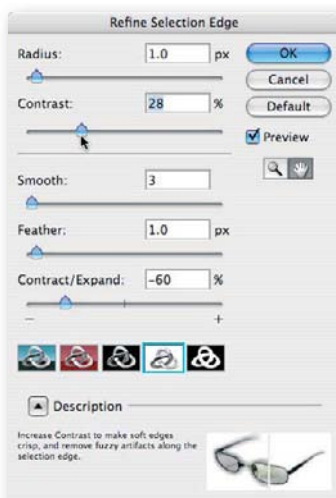 Refine Selection Edge
Radius: 1.0 px
OK
Cancel
Contrast: 28 %
Default
Preview
Smooth: 3
Feather: 1.0 px
Contract/Expand: -60 %
- +
Description
Increase Contrast to make soft edges
crisp, and remove fuzzy artifacts along the
selection edge.